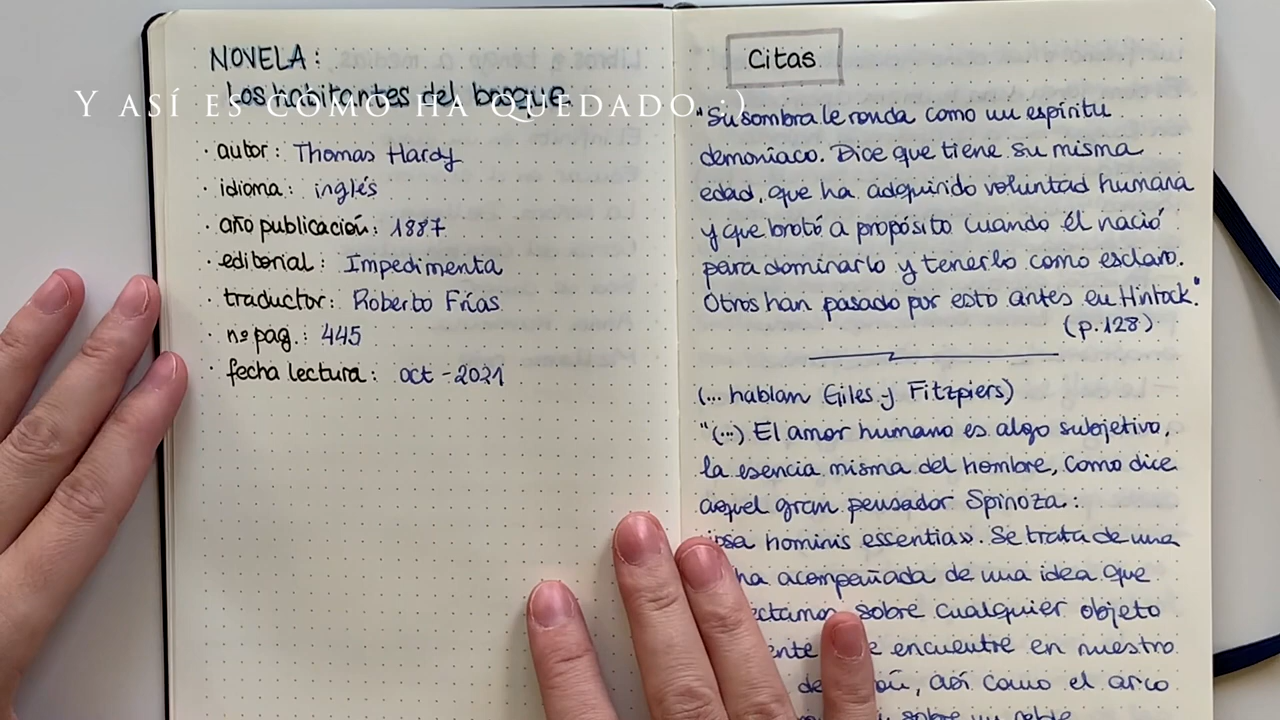 NOVELA:
Los habitantes del bosque.
Y ASÍ ES COMO HA QUEDADO :)
· autor: Thomas Hardy
· idioma: inglés
· año publicación: 1887
· editorial: Impedimenta
· traductor: Roberto Frías
· nº pag.: 445
· fecha lectura: oct - 2021
Citas
"Su sombra le ronda como un espíritu
demoníaco. Dice que tiene su misma
edad, que ha adquirido voluntad humana
y que brotó a propósito cuando él nació
para dominarlo y tenerlo como esclavo.
Otros han pasado por esto antes en Hintock."
(p. 128)
(... hablan Giles y Fitzpiers)
"(...) El amor humano es algo subjetivo,
la esencia misma del hombre, como dice
aquel gran pensador Spinoza:
ipsa hominis essentia». Se trata de una
acompañada de una idea que
sobre cualquier objeto
encuentre en nuestro
así como el arco
sobre un roble